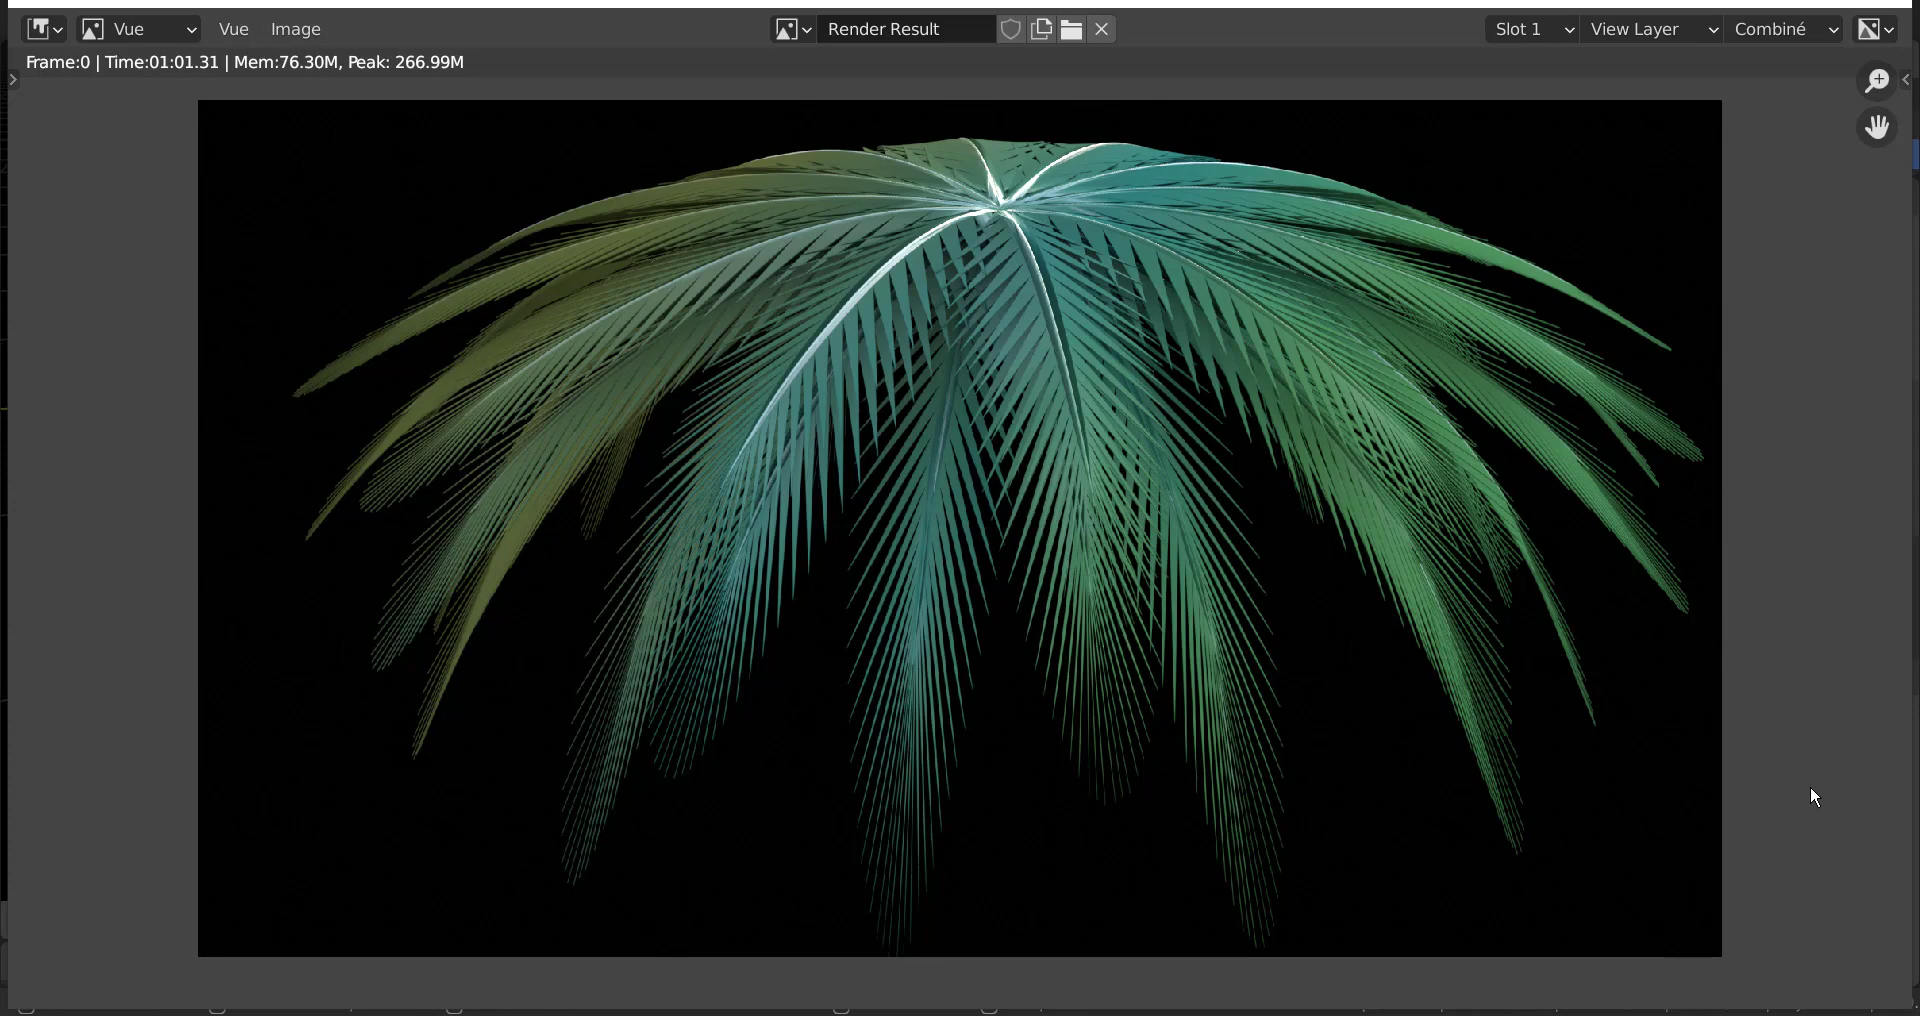 Vue Vue Image Render Result Slot 1 View Layer Combiné
Frame:0 | Time:01:01.31 | Mem:76.30M, Peak: 266.99M